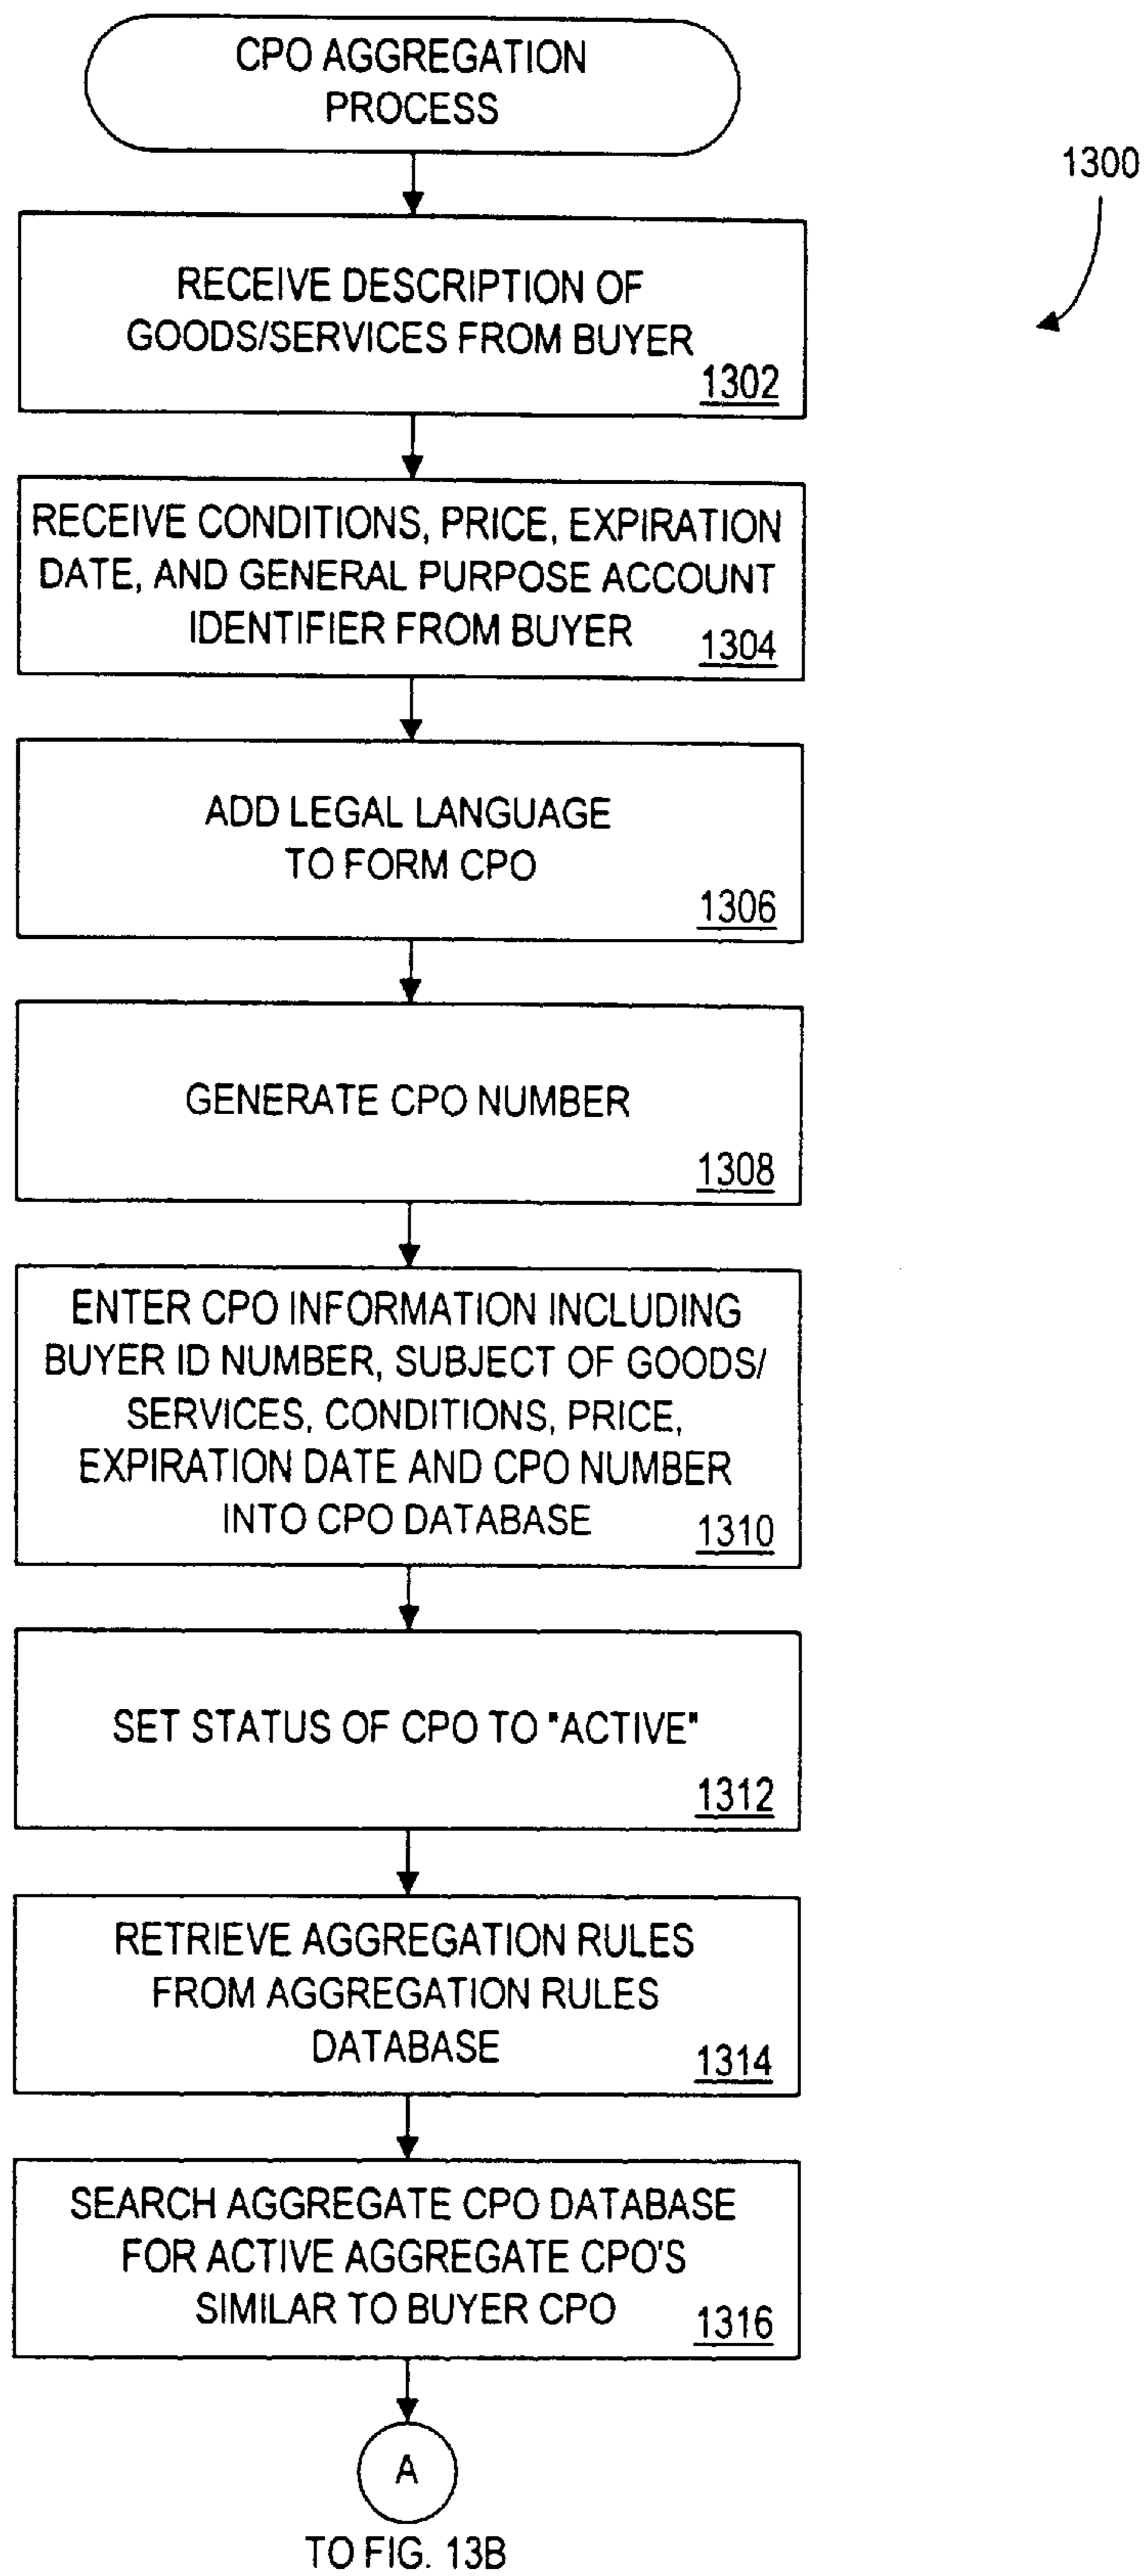 CPO AGGREGATION
PROCESS
1300
RECEIVE DESCRIPTION OF
GOODS/SERVICES FROM BUYER
1302
RECEIVE CONDITIONS, PRICE, EXPIRATION
DATE, AND GENERAL PURPOSE ACCOUNT
IDENTIFIER FROM BUYER
1304
ADD LEGAL LANGUAGE
TO FORM CPO
1306
GENERATE CPO NUMBER
1308
ENTER CPO INFORMATION INCLUDING
BUYER ID NUMBER, SUBJECT OF GOODS/
SERVICES, CONDITIONS, PRICE,
EXPIRATION DATE AND CPO NUMBER
INTO CPO DATABASE
1310
SET STATUS OF CPO TO "ACTIVE"
1312
RETRIEVE AGGREGATION RULES
FROM AGGREGATION RULES
DATABASE
1314
SEARCH AGGREGATE CPO DATABASE
FOR ACTIVE AGGREGATE CPO'S
SIMILAR TO BUYER CPO
1316
A
TO FIG. 13B